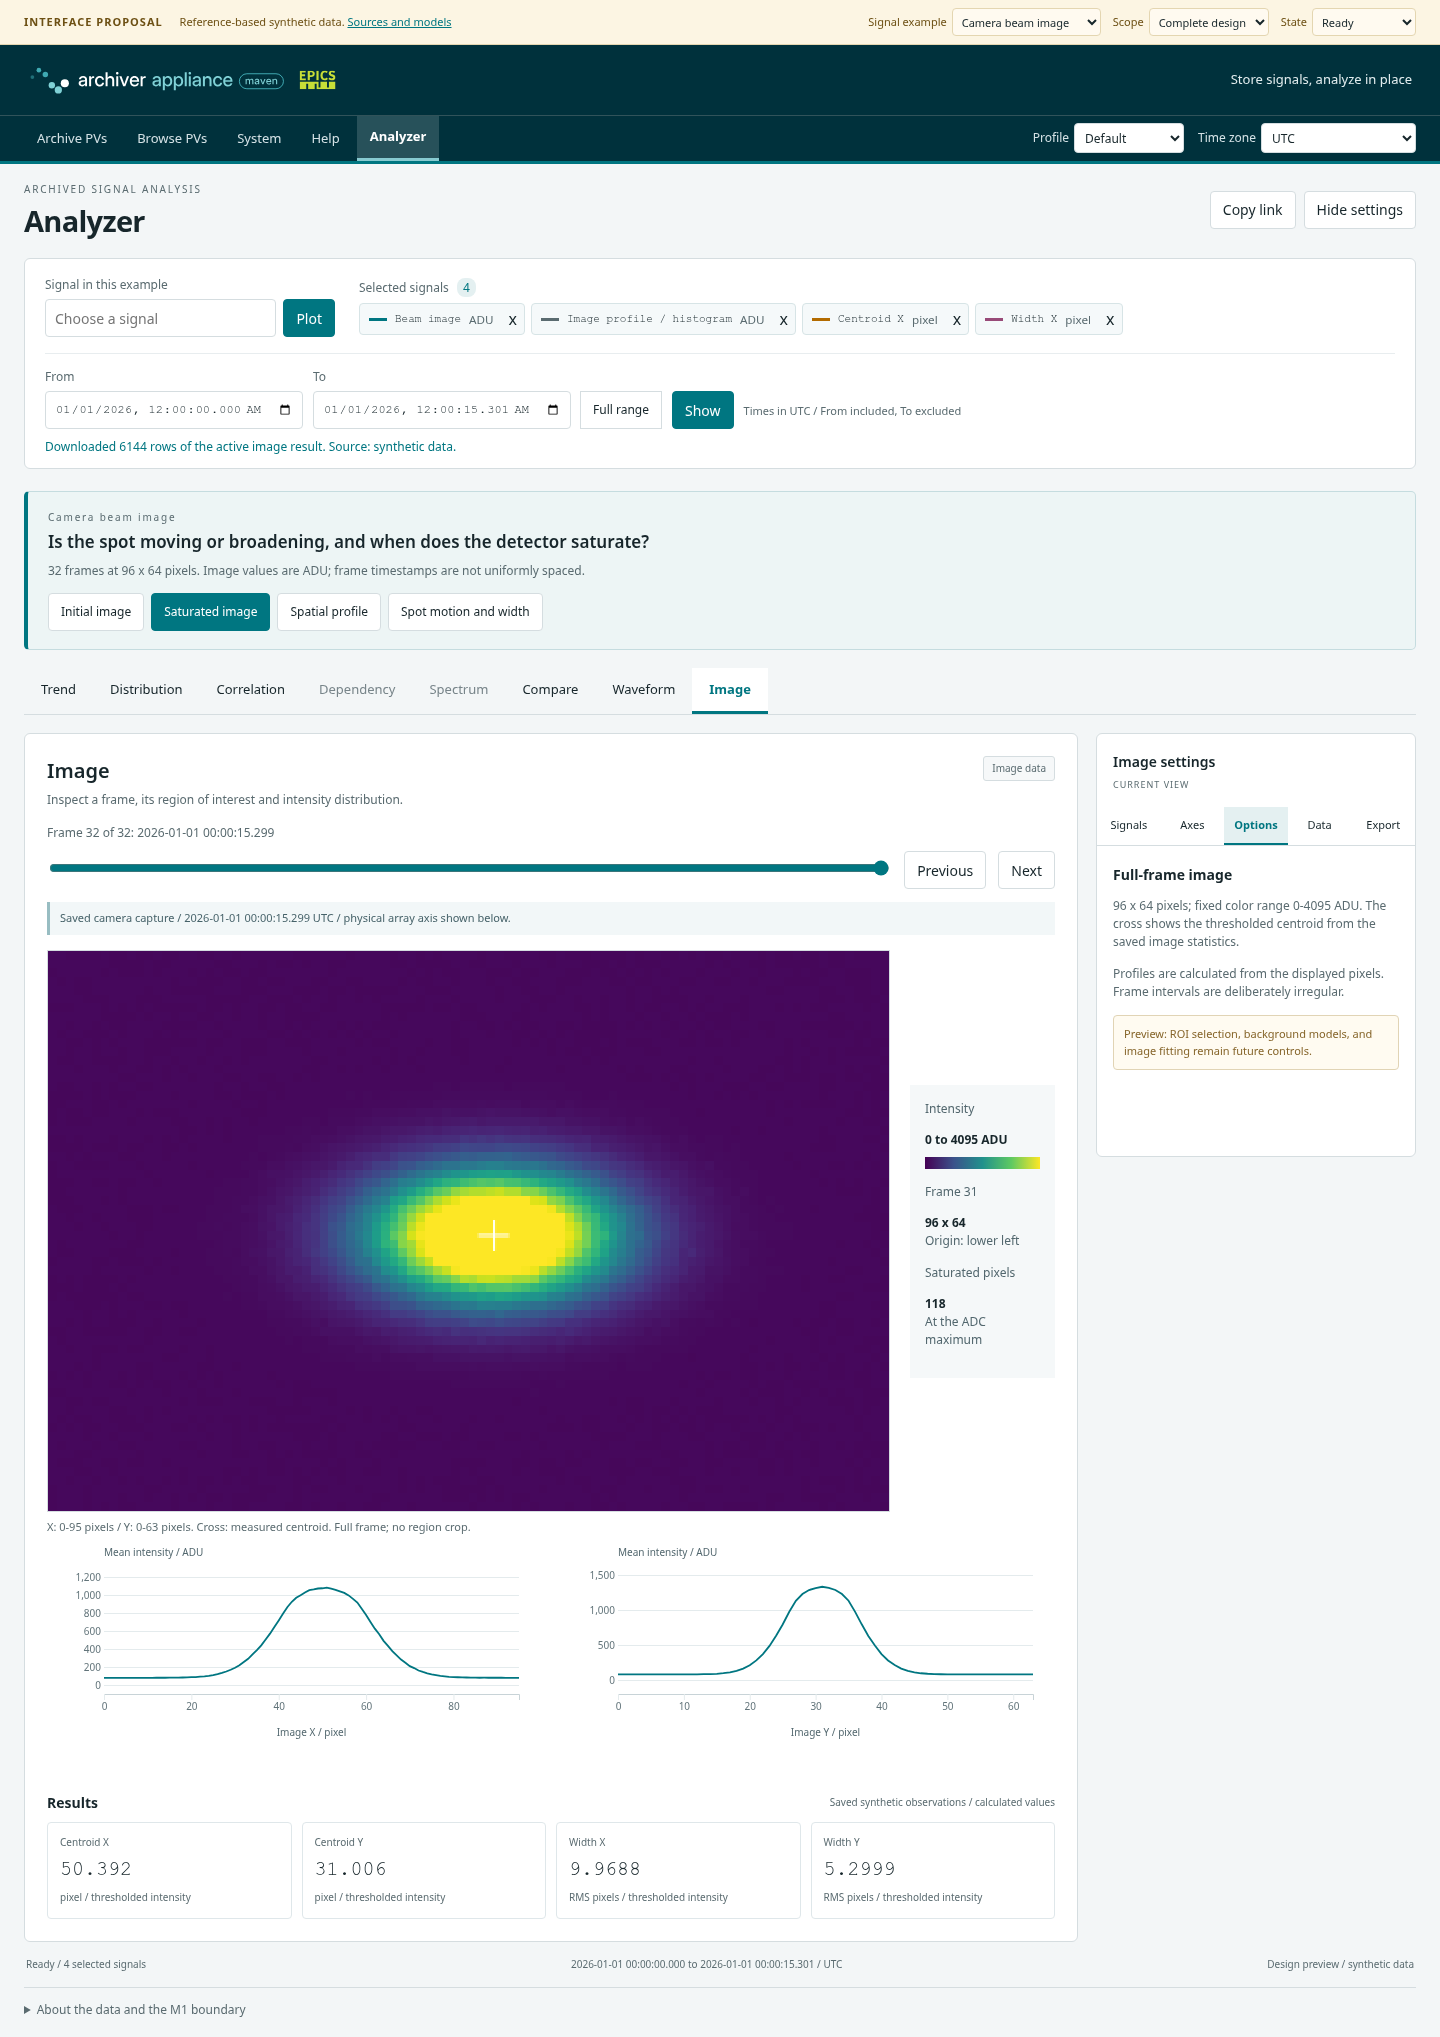 INTERFACE PROPOSAL Reference-based synthetic data. Sources and models Signal example Camera beam image Scope Complete design State Ready
archiver appliance maven EPICS Store signals, analyze in place
Archive PVs Browse PVs System Help Analyzer Profile Default Time zone UTC
ARCHIVED SIGNAL ANALYSIS
Analyzer
Copy link Hide settings
Signal in this example Selected signals 4
Choose a signal Plot Beam image ADU X Image profile / histogram ADU X Centroid X pixel X Width X pixel X
From To
01/01/2026, 12:00:00.000 AM 01/01/2026, 12:00:15.301 AM Full range Show Times in UTC / From included, To excluded
Downloaded 6144 rows of the active image result. Source: synthetic data.
Camera beam image
Is the spot moving or broadening, and when does the detector saturate?
32 frames at 96 x 64 pixels. Image values are ADU; frame timestamps are not uniformly spaced.
Initial image Saturated image Spatial profile Spot motion and width
Trend Distribution Correlation Dependency Spectrum Compare Waveform Image
Image Image data
Inspect a frame, its region of interest and intensity distribution.
Frame 32 of 32: 2026-01-01 00:00:15.299
Previous Next
Saved camera capture / 2026-01-01 00:00:15.299 UTC / physical array axis shown below.
Intensity
0 to 4095 ADU
Frame 31
96 x 64
Origin: lower left
Saturated pixels
118
At the ADC
maximum
X: 0-95 pixels / Y: 0-63 pixels. Cross: measured centroid. Full frame; no region crop.
Mean intensity / ADU
1,200
1,000
800
600
400
200
0
0 20 40 60 80
Image X / pixel
Mean intensity / ADU
1,500
1,000
500
0
0 10 20 30 40 50 60
Image Y / pixel
Results Saved synthetic observations / calculated values
Centroid X Centroid Y Width X Width Y
50.392 31.006 9.9688 5.2999
pixel / thresholded intensity pixel / thresholded intensity RMS pixels / thresholded intensity RMS pixels / thresholded intensity
Image settings
CURRENT VIEW
Signals Axes Options Data Export
Full-frame image
96 x 64 pixels; fixed color range 0-4095 ADU. The
cross shows the thresholded centroid from the
saved image statistics.
Profiles are calculated from the displayed pixels.
Frame intervals are deliberately irregular.
Preview: ROI selection, background models, and
image fitting remain future controls.
Ready / 4 selected signals 2026-01-01 00:00:00.000 to 2026-01-01 00:00:15.301 / UTC Design preview / synthetic data
About the data and the M1 boundary